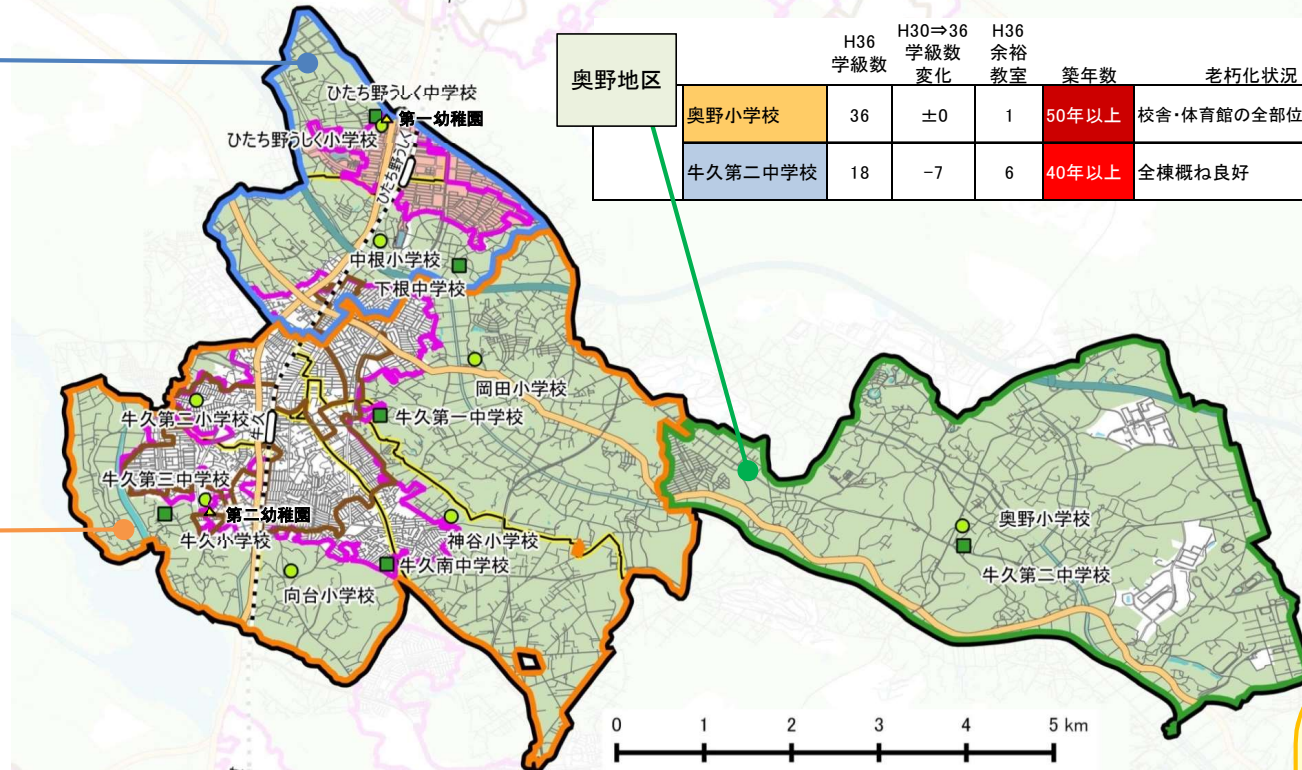 奥野地区
H36 学級数
H30⇒36 学級数 変化
H36 余裕 教室
築年数
老朽化状況
奥野小学校 36 ±0 1 50年以上 校舎・体育館の全部位
牛久第二中学校 18 -7 6 40年以上 全棟概ね良好
ひたち野うしく中学校
第一幼稚園
ひたち野うしく小学校
ひたち野うしく
中根小学校
下根中学校
岡田小学校
牛久第二小学校
牛久
牛久第一中学校
牛久第三中学校
第二幼稚園
牛久小学校
神谷小学校
牛久南中学校
向台小学校
奥野小学校
牛久第二中学校
0 1 2 3 4 5 km